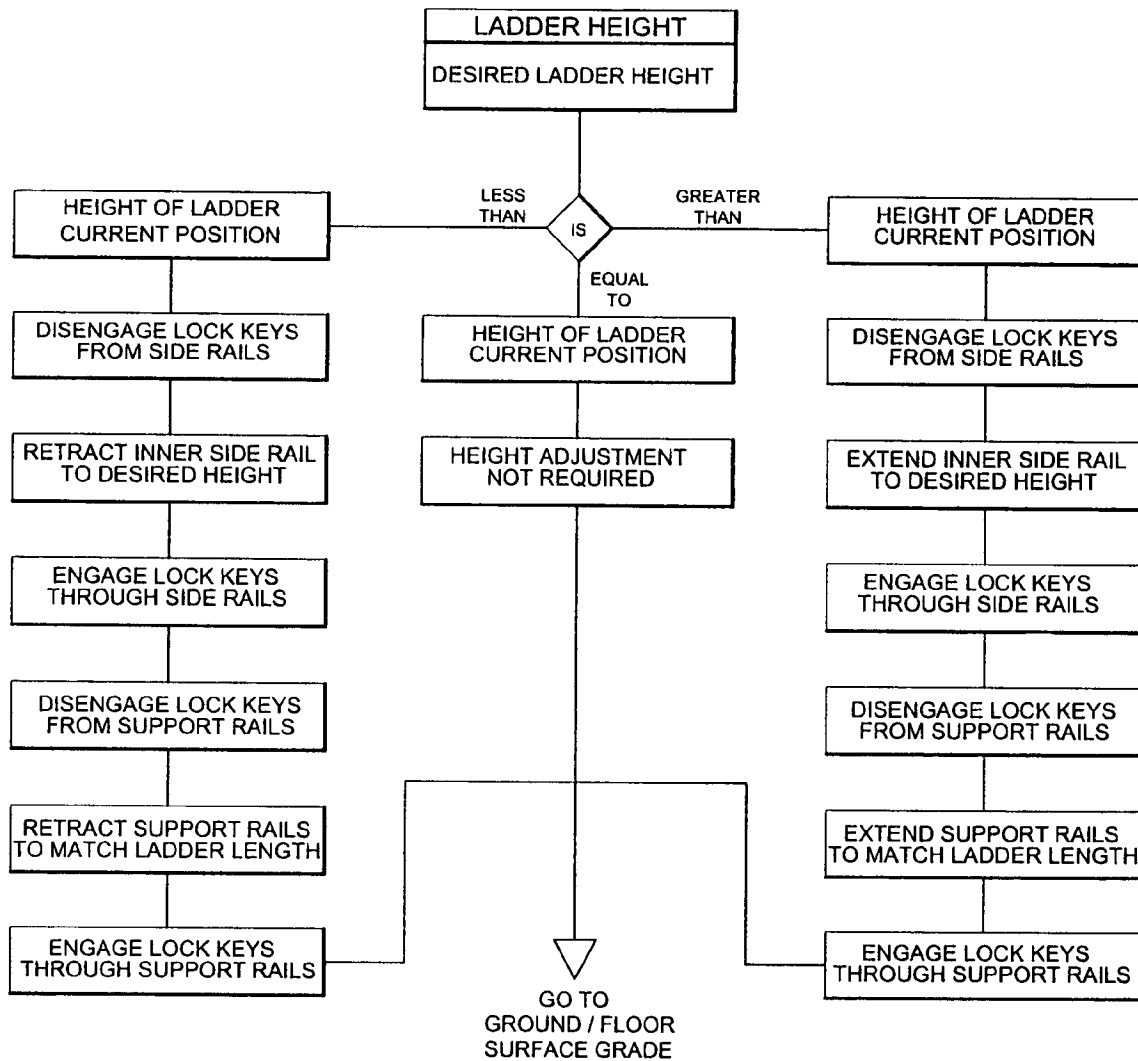 LADDER HEIGHT
DESIRED LADDER HEIGHT
LESS
THAN
IS
GREATER
THAN
EQUAL
TO
HEIGHT OF LADDER
CURRENT POSITION
DISENGAGE LOCK KEYS
FROM SIDE RAILS
RETRACT INNER SIDE RAIL
TO DESIRED HEIGHT
ENGAGE LOCK KEYS
THROUGH SIDE RAILS
DISENGAGE LOCK KEYS
FROM SUPPORT RAILS
RETRACT SUPPORT RAILS
TO MATCH LADDER LENGTH
ENGAGE LOCK KEYS
THROUGH SUPPORT RAILS
HEIGHT OF LADDER
CURRENT POSITION
HEIGHT ADJUSTMENT
NOT REQUIRED
HEIGHT OF LADDER
CURRENT POSITION
DISENGAGE LOCK KEYS
FROM SIDE RAILS
EXTEND INNER SIDE RAIL
TO DESIRED HEIGHT
ENGAGE LOCK KEYS
THROUGH SIDE RAILS
DISENGAGE LOCK KEYS
FROM SUPPORT RAILS
EXTEND SUPPORT RAILS
TO MATCH LADDER LENGTH
ENGAGE LOCK KEYS
THROUGH SUPPORT RAILS
GO TO
GROUND / FLOOR
SURFACE GRADE